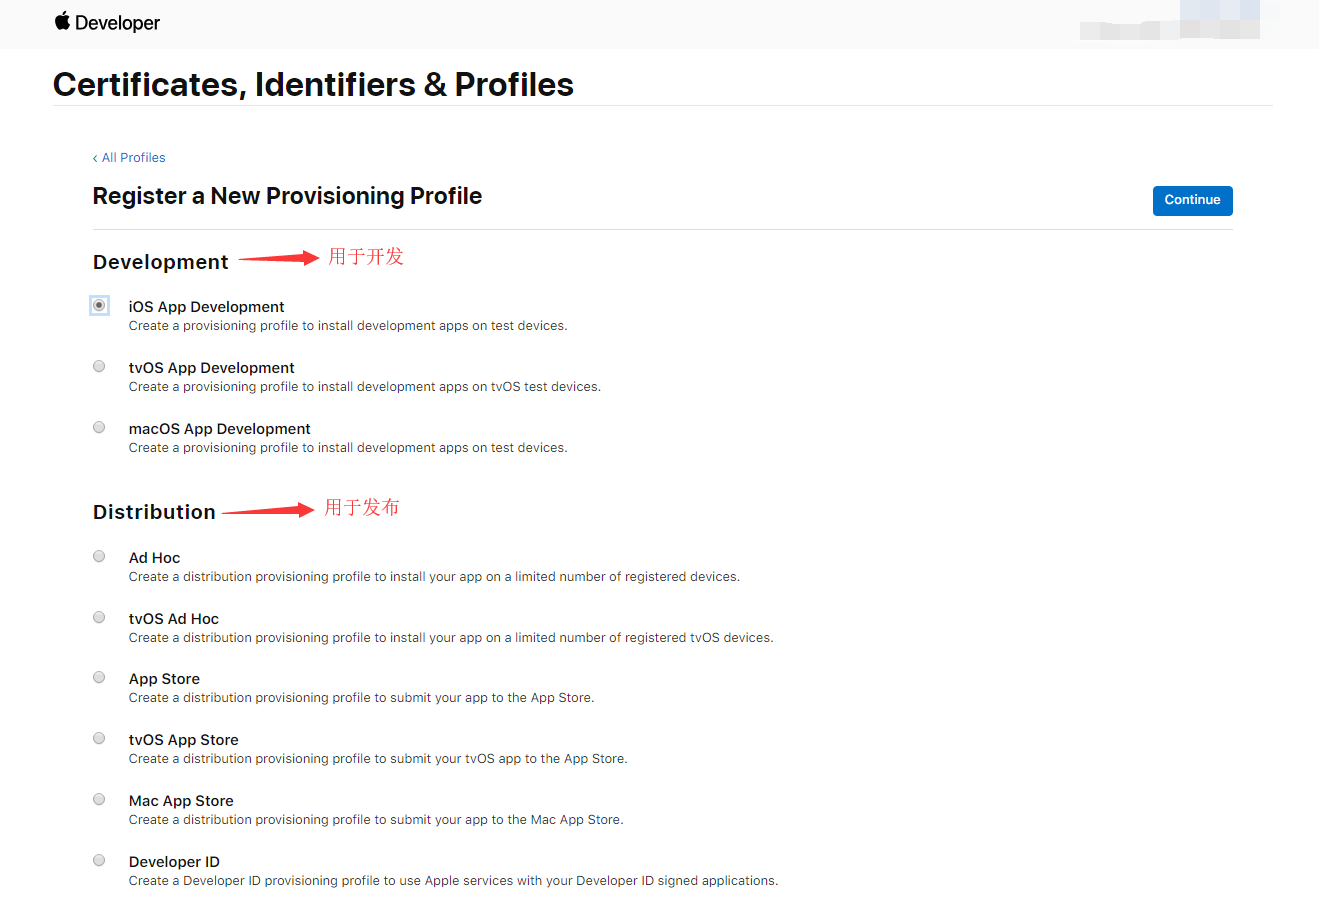 Developer
Certificates, Identifiers & Profiles
‹ All Profiles
Register a New Provisioning Profile
Continue
Development 用于开发
iOS App Development
Create a provisioning profile to install development apps on test devices.
tvOS App Development
Create a provisioning profile to install development apps on tvOS test devices.
macOS App Development
Create a provisioning profile to install development apps on test devices.
Distribution 用于发布
Ad Hoc
Create a distribution provisioning profile to install your app on a limited number of registered devices.
tvOS Ad Hoc
Create a distribution provisioning profile to install your app on a limited number of registered tvOS devices.
App Store
Create a distribution provisioning profile to submit your app to the App Store.
tvOS App Store
Create a distribution provisioning profile to submit your tvOS app to the App Store.
Mac App Store
Create a distribution provisioning profile to submit your app to the Mac App Store.
Developer ID
Create a Developer ID provisioning profile to use Apple services with your Developer ID signed applications.